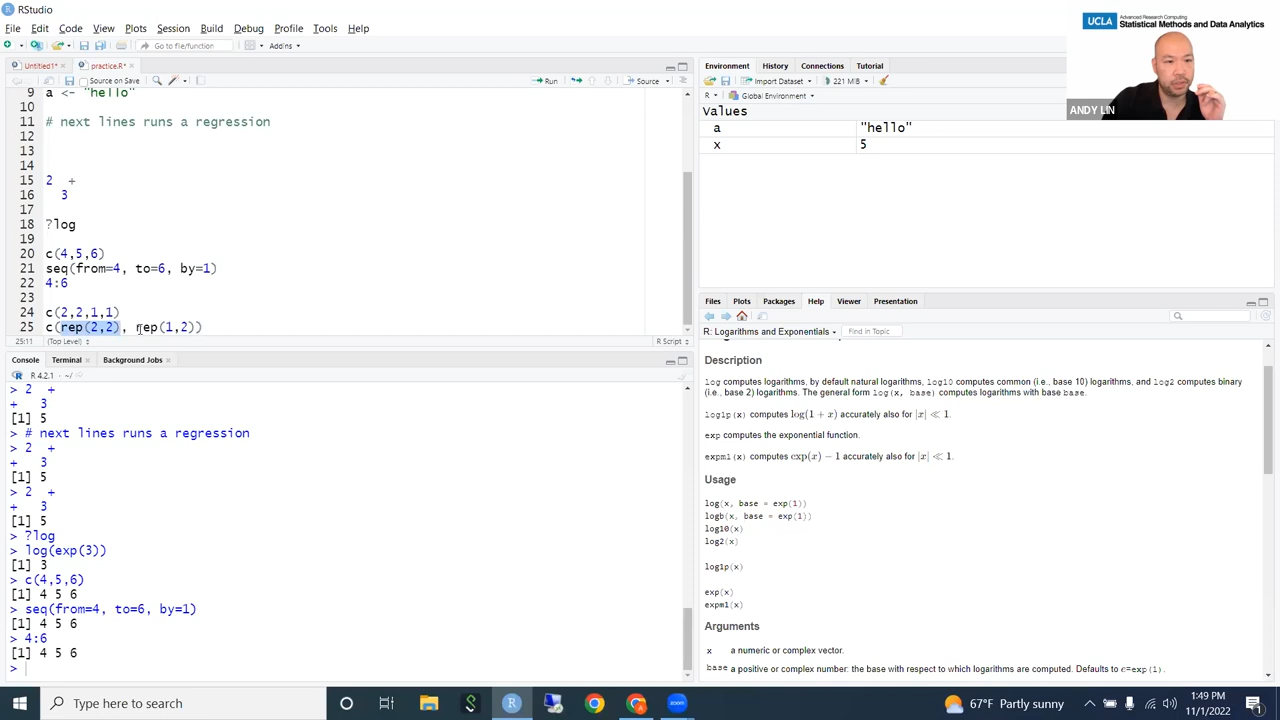 RStudio
File Edit Code View Plots Session Build Debug Profile Tools Help
Go to file/function Addins
Untitled1* practice.R*
Source on Save Run Source
9 a <- "hello"
10
11 # next lines runs a regression
12
13
14
15 2  +
16   3
17
18 ?log
19
20 c(4,5,6)
21 seq(from=4, to=6, by=1)
22 4:6
23
24 c(2,2,1,1)
25 c(rep(2,2), rep(1,2))
25:11 (Top Level) R Script
Console Terminal Background Jobs
R 4.2.1 · ~/
> 2  +
+   3
[1] 5
> # next lines runs a regression
> 2  +
+   3
[1] 5
> 2  +
+   3
[1] 5
> ?log
> log(exp(3))
[1] 3
> c(4,5,6)
[1] 4 5 6
> seq(from=4, to=6, by=1)
[1] 4 5 6
> 4:6
[1] 4 5 6
>
Environment History Connections Tutorial
Import Dataset 221 MiB
R Global Environment
Values
a "hello"
x 5
Files Plots Packages Help Viewer Presentation
R: Logarithms and Exponentials Find in Topic
Description
log computes logarithms, by default natural logarithms, log10 computes common (i.e., base 10) logarithms, and log2 computes binary
(i.e., base 2) logarithms. The general form log(x, base) computes logarithms with base base.
log1p(x) computes log(1 + x) accurately also for |x| ≪ 1.
exp computes the exponential function.
expm1(x) computes exp(x) − 1 accurately also for |x| ≪ 1.
Usage
log(x, base = exp(1))
logb(x, base = exp(1))
log10(x)
log2(x)
log1p(x)
exp(x)
expm1(x)
Arguments
x a numeric or complex vector.
base a positive or complex number: the base with respect to which logarithms are computed. Defaults to e=exp(1).
UCLA Advanced Research Computing
Statistical Methods and Data Analytics
ANDY LIN
Type here to search
zoom
67°F Partly sunny
1:49 PM
11/1/2022
1